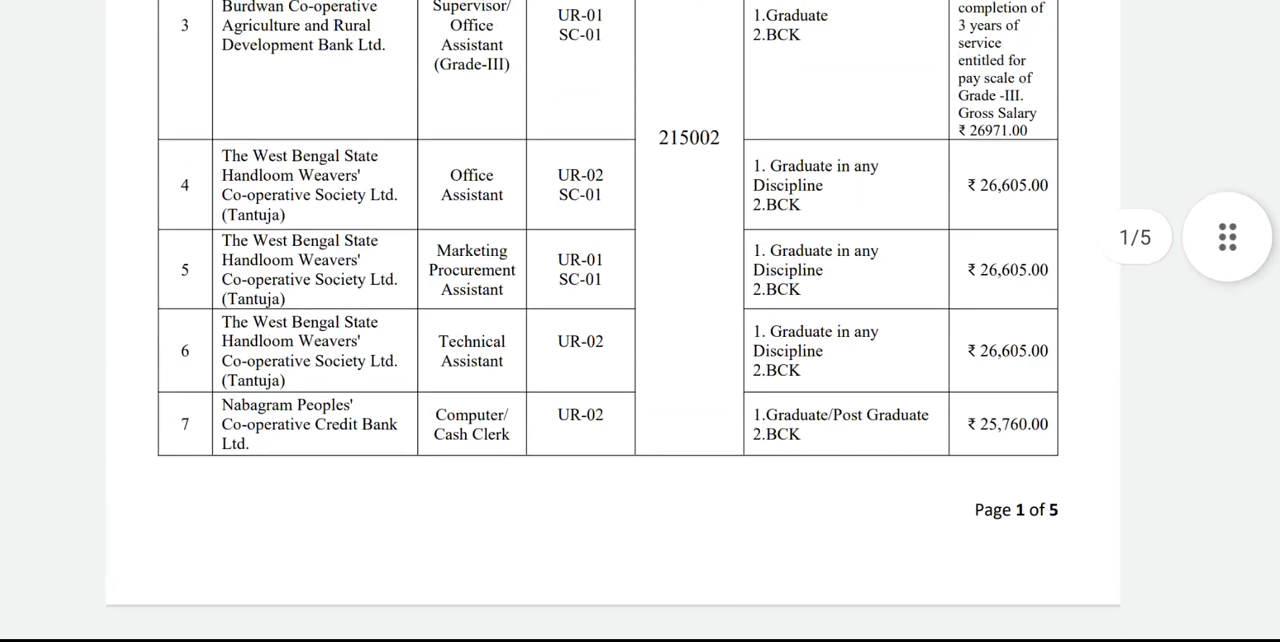 3
Burdwan Co-operative
Agriculture and Rural
Development Bank Ltd.
Supervisor/
Office
Assistant
(Grade-III)
UR-01
SC-01
1.Graduate
2.BCK
completion of
3 years of
service
entitled for
pay scale of
Grade -III.
Gross Salary
₹ 26971.00
215002
4
The West Bengal State
Handloom Weavers'
Co-operative Society Ltd.
(Tantuja)
Office
Assistant
UR-02
SC-01
1. Graduate in any
Discipline
2.BCK
₹ 26,605.00
5
The West Bengal State
Handloom Weavers'
Co-operative Society Ltd.
(Tantuja)
Marketing
Procurement
Assistant
UR-01
SC-01
1. Graduate in any
Discipline
2.BCK
₹ 26,605.00
6
The West Bengal State
Handloom Weavers'
Co-operative Society Ltd.
(Tantuja)
Technical
Assistant
UR-02
1. Graduate in any
Discipline
2.BCK
₹ 26,605.00
7
Nabagram Peoples'
Co-operative Credit Bank
Ltd.
Computer/
Cash Clerk
UR-02
1.Graduate/Post Graduate
2.BCK
₹ 25,760.00
1/5
Page 1 of 5